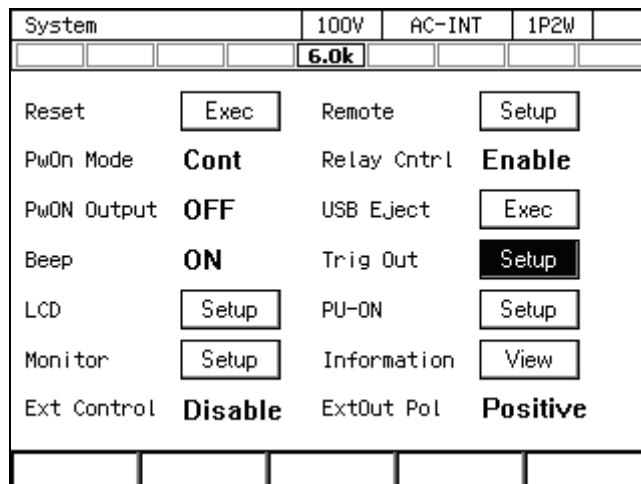 System 100V AC-INT 1P2W
6.0k
Reset Exec Remote Setup
PwOn Mode Cont Relay Cntrl Enable
PwON Output OFF USB Eject Exec
Beep ON Trig Out Setup
LCD Setup PU-ON Setup
Monitor Setup Information View
Ext Control Disable ExtOut Pol Positive